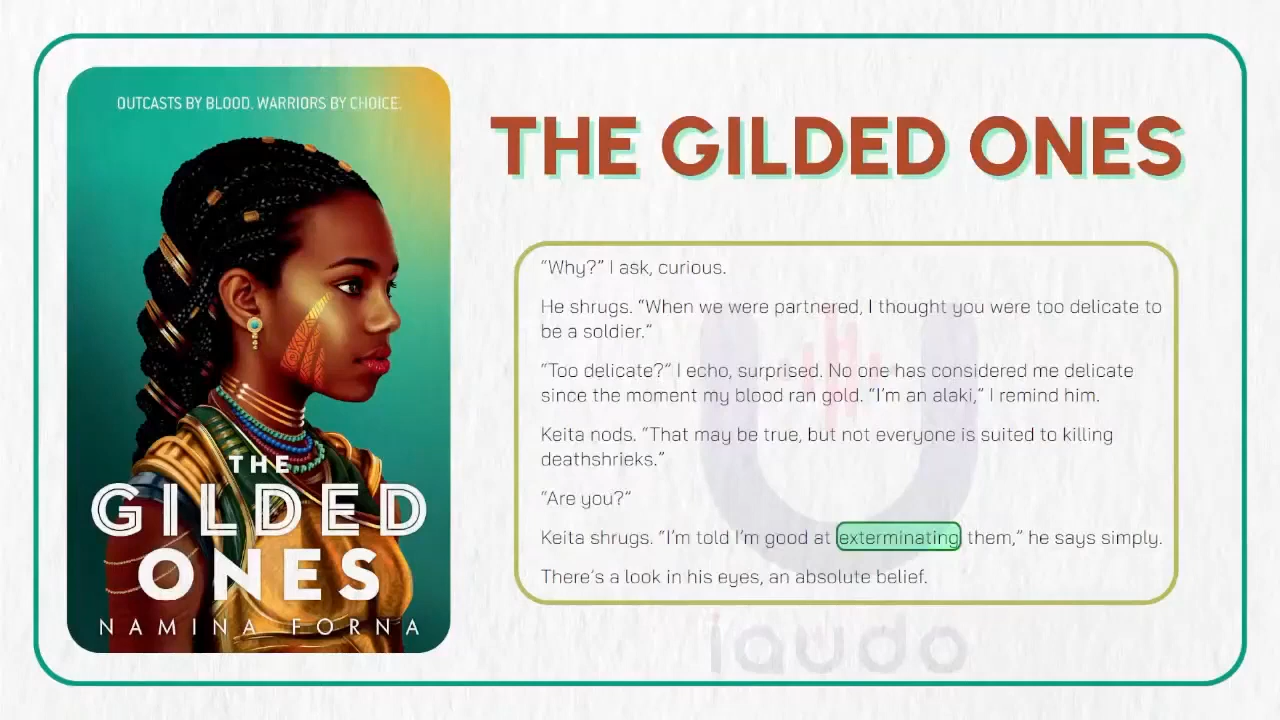 OUTCASTS BY BLOOD. WARRIORS BY CHOICE.
THE
GILDED
ONES
NAMINA FORNA
THE GILDED ONES
“Why?” I ask, curious.
He shrugs. “When we were partnered, I thought you were too delicate to
be a soldier.”
“Too delicate?” I echo, surprised. No one has considered me delicate
since the moment my blood ran gold. “I’m an alaki,” I remind him.
Keita nods. “That may be true, but not everyone is suited to killing
deathshrieks.”
“Are you?”
Keita shrugs. “I’m told I’m good at exterminating them,” he says simply.
There’s a look in his eyes, an absolute belief.
iaudo